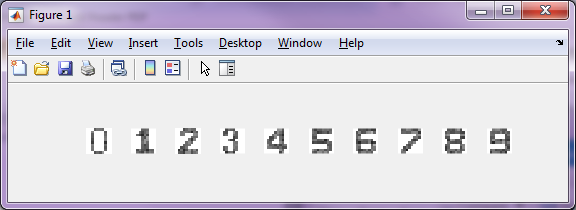 Figure 1
File Edit View Insert Tools Desktop Window Help
0 1 2 3 4 5 6 7 8 9